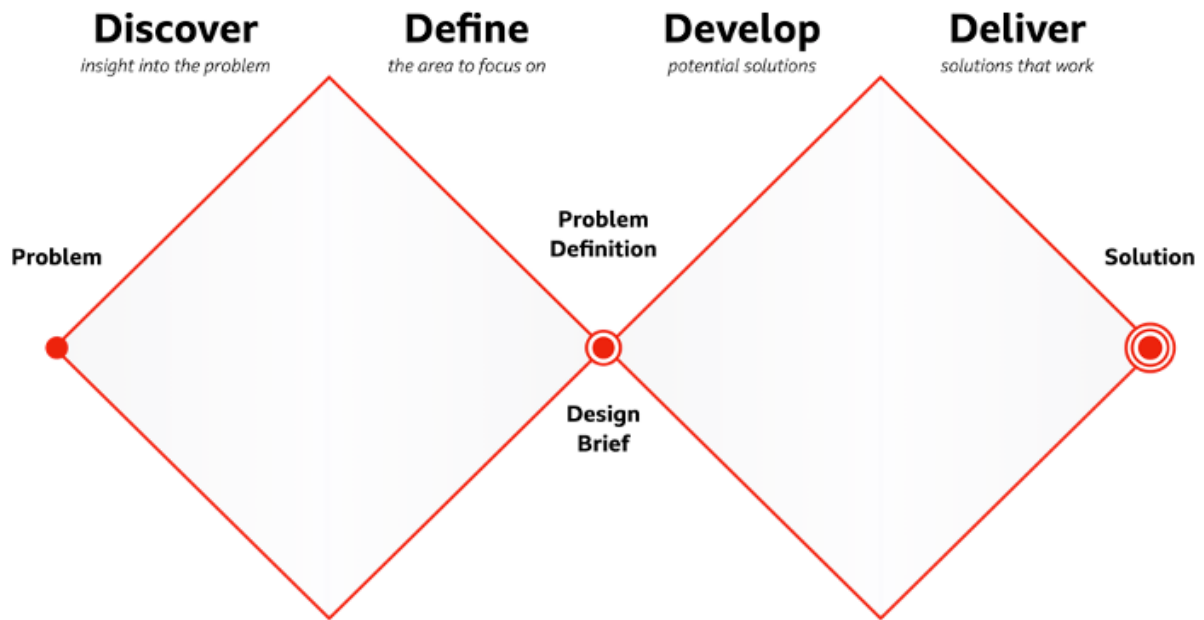 Discover
insight into the problem
Define
the area to focus on
Develop
potential solutions
Deliver
solutions that work
Problem
Problem
Definition
Design
Brief
Solution